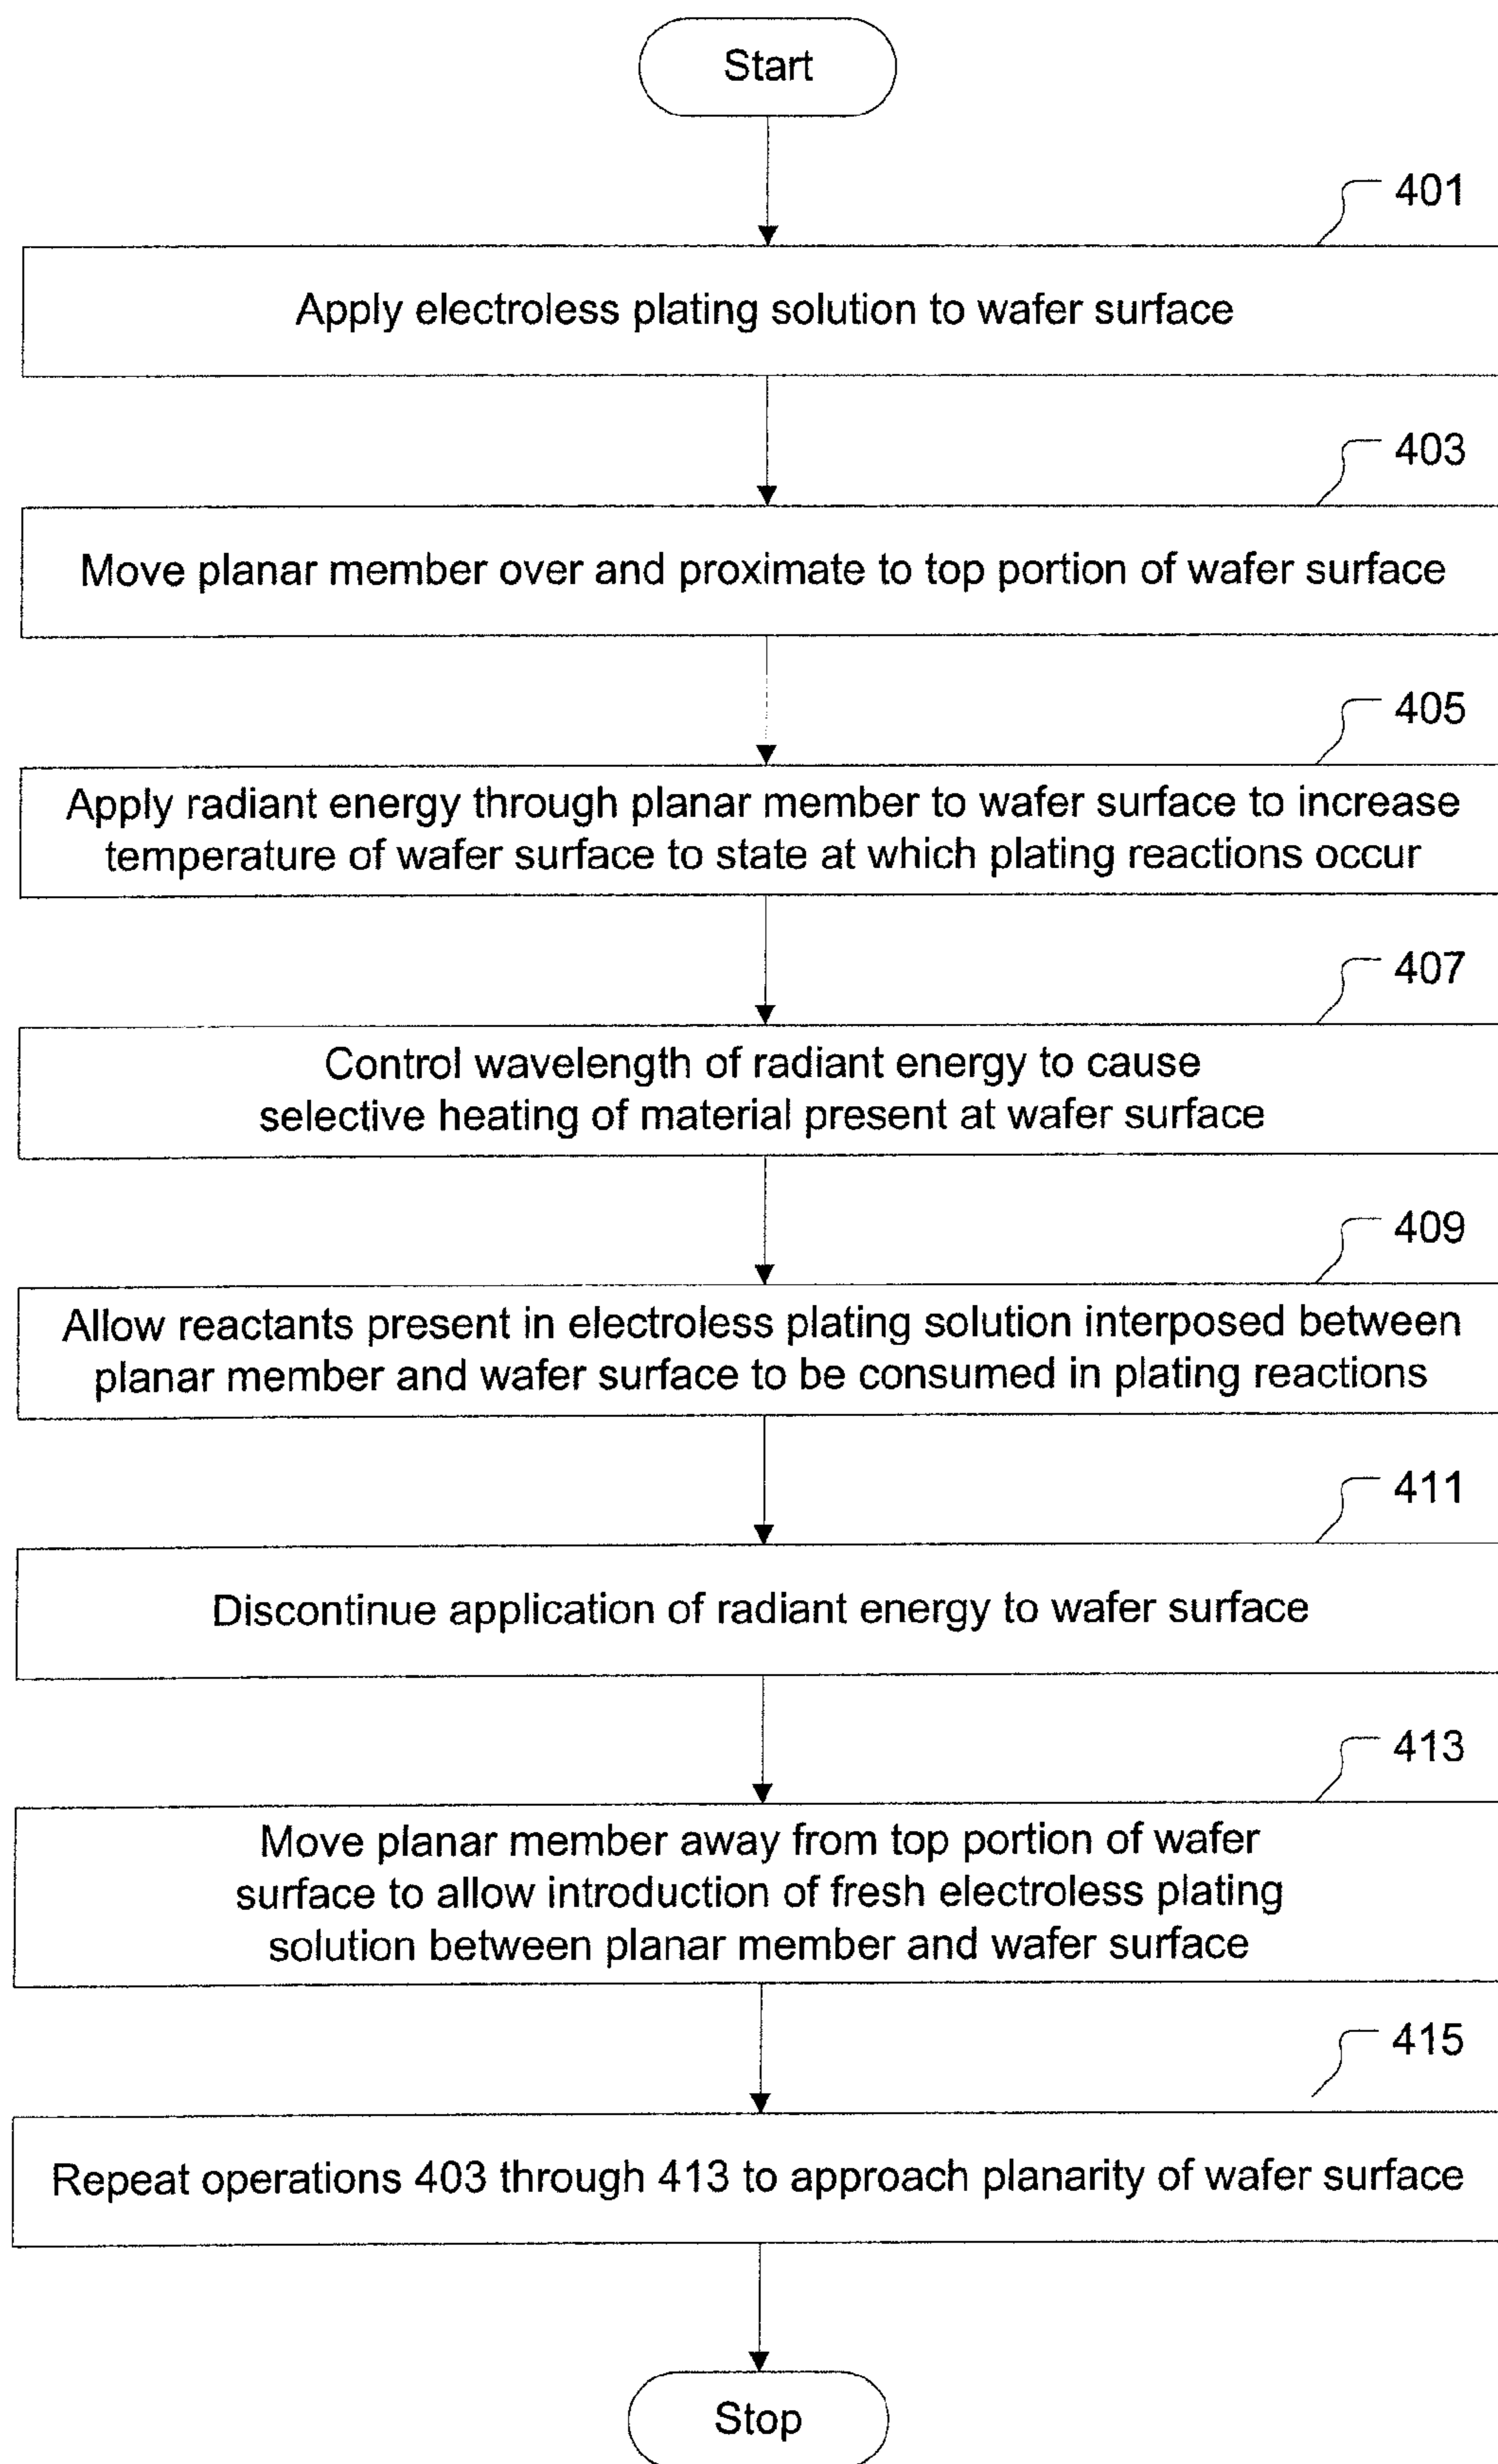 Start
401
Apply electroless plating solution to wafer surface
403
Move planar member over and proximate to top portion of wafer surface
405
Apply radiant energy through planar member to wafer surface to increase
temperature of wafer surface to state at which plating reactions occur
407
Control wavelength of radiant energy to cause
selective heating of material present at wafer surface
409
Allow reactants present in electroless plating solution interposed between
planar member and wafer surface to be consumed in plating reactions
411
Discontinue application of radiant energy to wafer surface
413
Move planar member away from top portion of wafer
surface to allow introduction of fresh electroless plating
solution between planar member and wafer surface
415
Repeat operations 403 through 413 to approach planarity of wafer surface
Stop